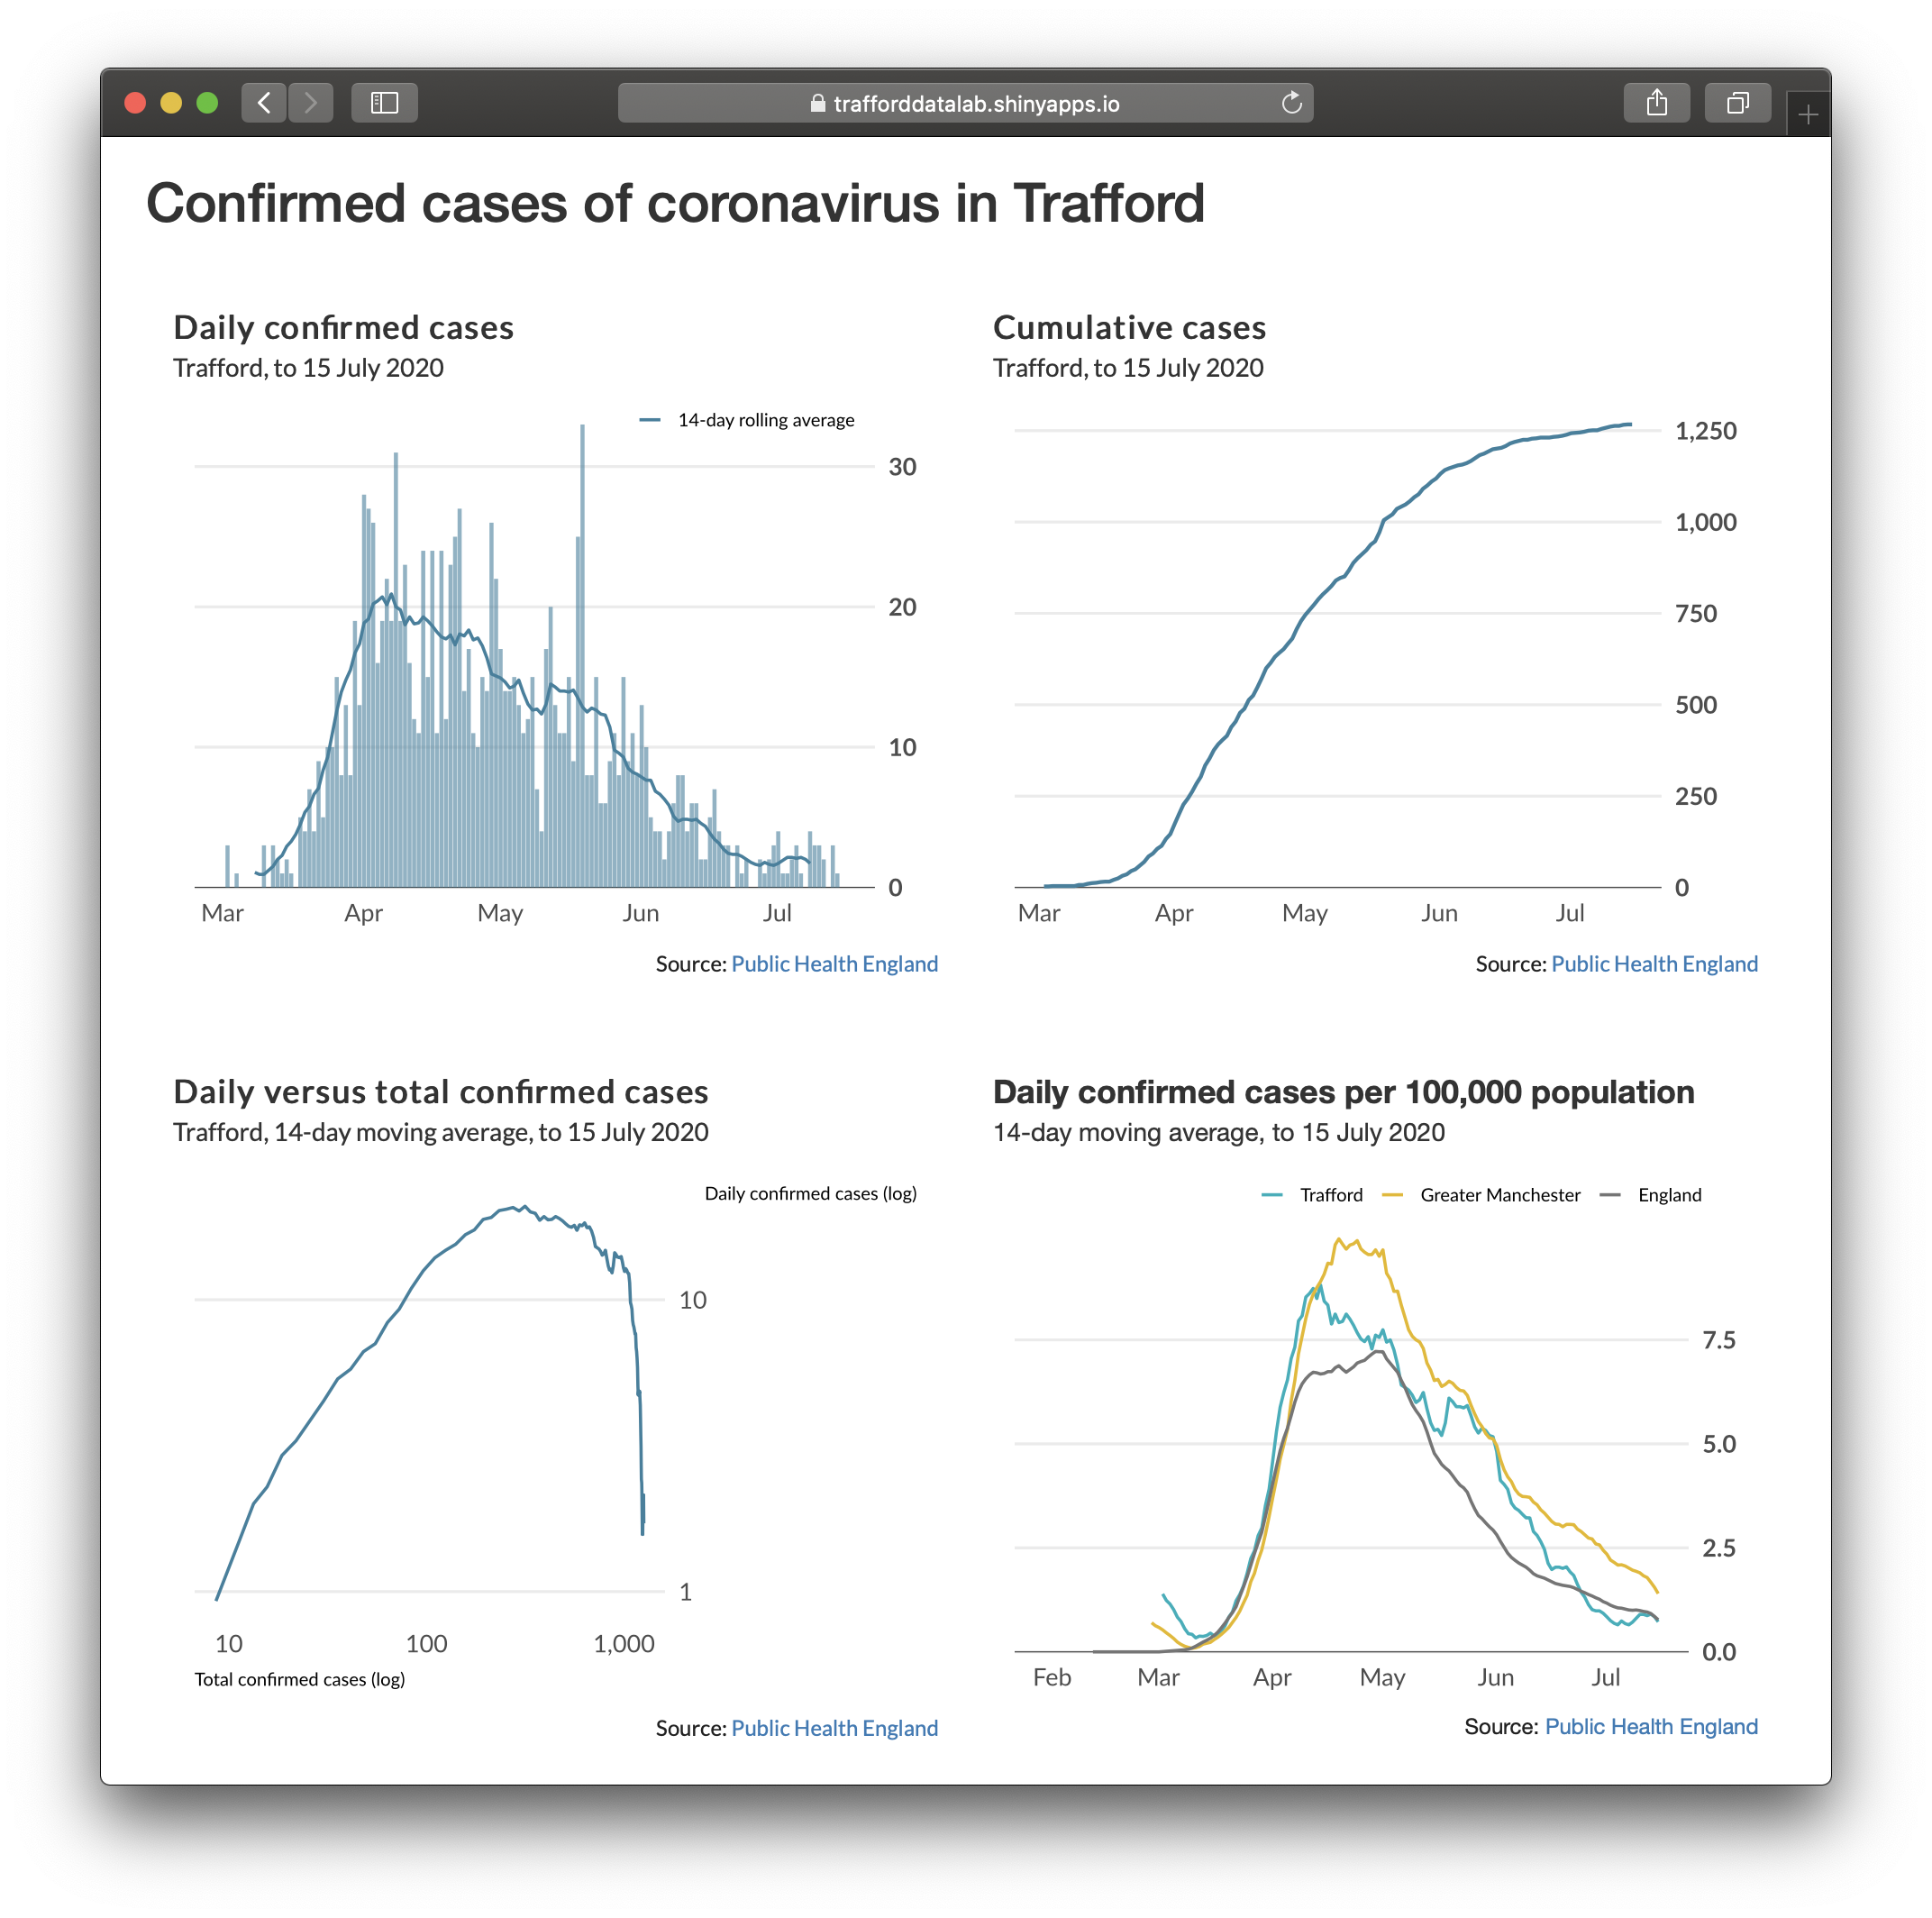 trafforddatalab.shinyapps.io
Confirmed cases of coronavirus in Trafford
Daily confirmed cases
Trafford, to 15 July 2020
14-day rolling average
30
20
10
0
Mar Apr May Jun Jul
Source: Public Health England
Cumulative cases
Trafford, to 15 July 2020
1,250
1,000
750
500
250
0
Mar Apr May Jun Jul
Source: Public Health England
Daily versus total confirmed cases
Trafford, 14-day moving average, to 15 July 2020
Daily confirmed cases (log)
10
1
10 100 1,000
Total confirmed cases (log)
Source: Public Health England
Daily confirmed cases per 100,000 population
14-day moving average, to 15 July 2020
Trafford Greater Manchester England
7.5
5.0
2.5
0.0
Feb Mar Apr May Jun Jul
Source: Public Health England